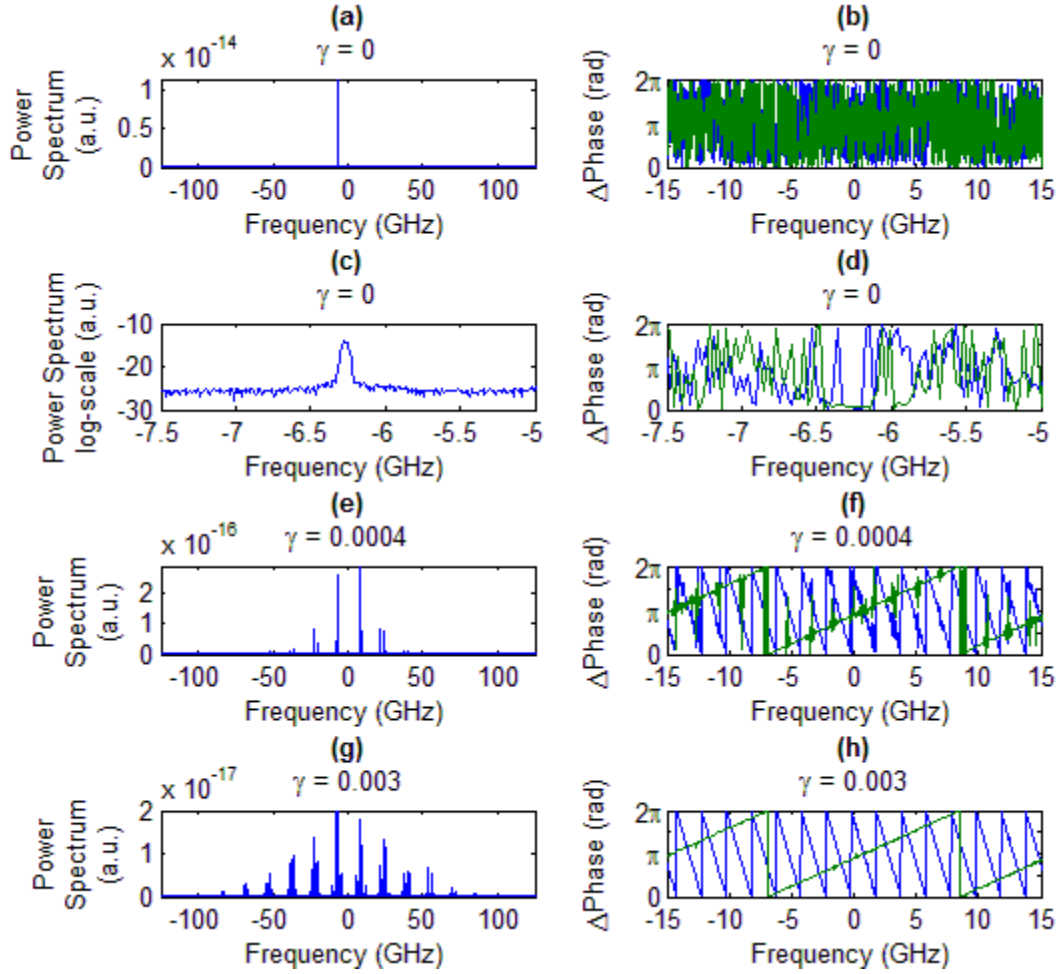 (a)
γ = 0
x 10^-14
Power Spectrum (a.u.)
1
0.5
0
-100 -50 0 50 100
Frequency (GHz)
(b)
γ = 0
ΔPhase (rad)
2π
π
0
-15 -10 -5 0 5 10 15
Frequency (GHz)
(c)
γ = 0
Power Spectrum log-scale (a.u.)
-10
-20
-30
-7.5 -7 -6.5 -6 -5.5 -5
Frequency (GHz)
(d)
γ = 0
ΔPhase (rad)
2π
π
0
-7.5 -7 -6.5 -6 -5.5 -5
Frequency (GHz)
(e)
γ = 0.0004
x 10^-16
Power Spectrum (a.u.)
2
1
0
-100 -50 0 50 100
Frequency (GHz)
(f)
γ = 0.0004
ΔPhase (rad)
2π
π
0
-15 -10 -5 0 5 10 15
Frequency (GHz)
(g)
γ = 0.003
x 10^-17
Power Spectrum (a.u.)
2
1
0
-100 -50 0 50 100
Frequency (GHz)
(h)
γ = 0.003
ΔPhase (rad)
2π
π
0
-15 -10 -5 0 5 10 15
Frequency (GHz)